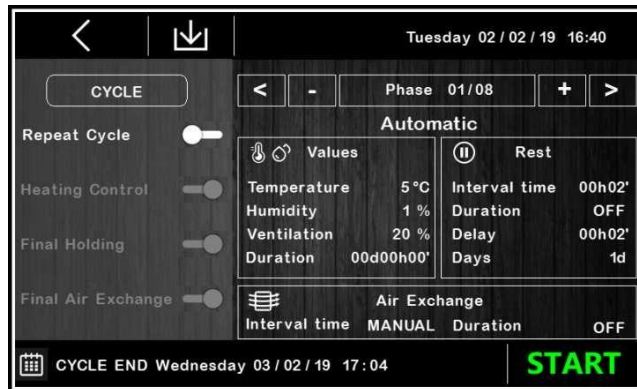 Tuesday 02 / 02 / 19 16:40
CYCLE
Repeat Cycle
Heating Control
Final Holding
Final Air Exchange
< - Phase 01/08 + >
Automatic
Values
Temperature 5°C
Humidity 1 %
Ventilation 20 %
Duration 00d00h00'
Rest
Interval time 00h02'
Duration OFF
Delay 00h02'
Days 1d
Air Exchange
Interval time MANUAL Duration OFF
CYCLE END Wednesday 03 / 02 / 19 17:04
START